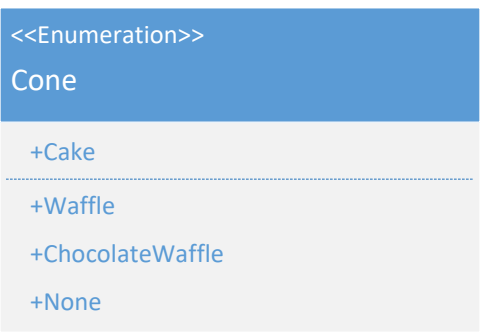 <<Enumeration>>
Cone
+Cake
+Waffle
+ChocolateWaffle
+None